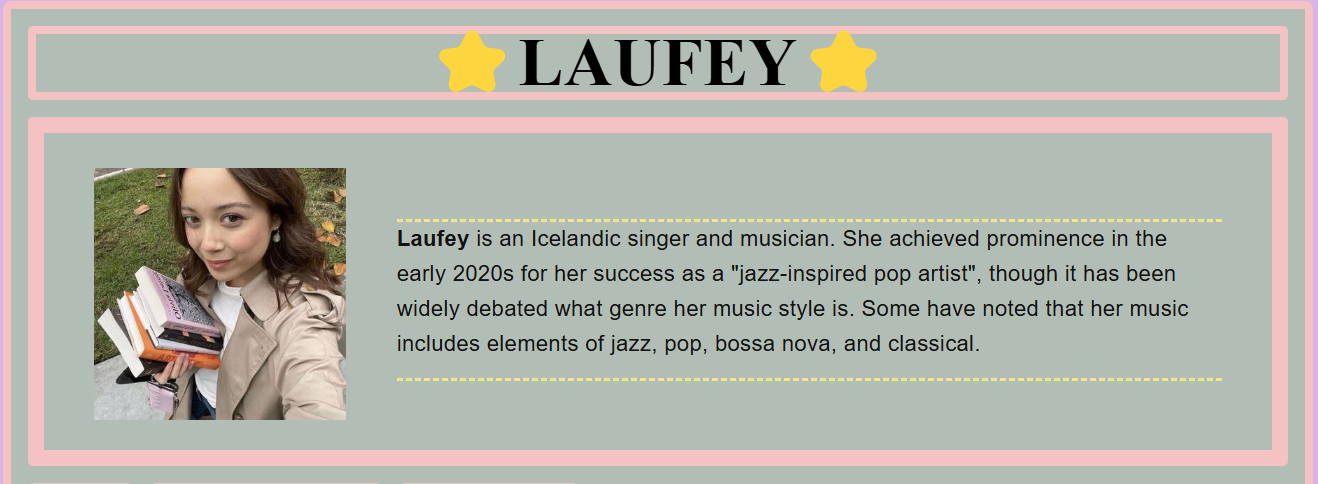 LAUFEY
Laufey is an Icelandic singer and musician. She achieved prominence in the
early 2020s for her success as a "jazz-inspired pop artist", though it has been
widely debated what genre her music style is. Some have noted that her music
includes elements of jazz, pop, bossa nova, and classical.